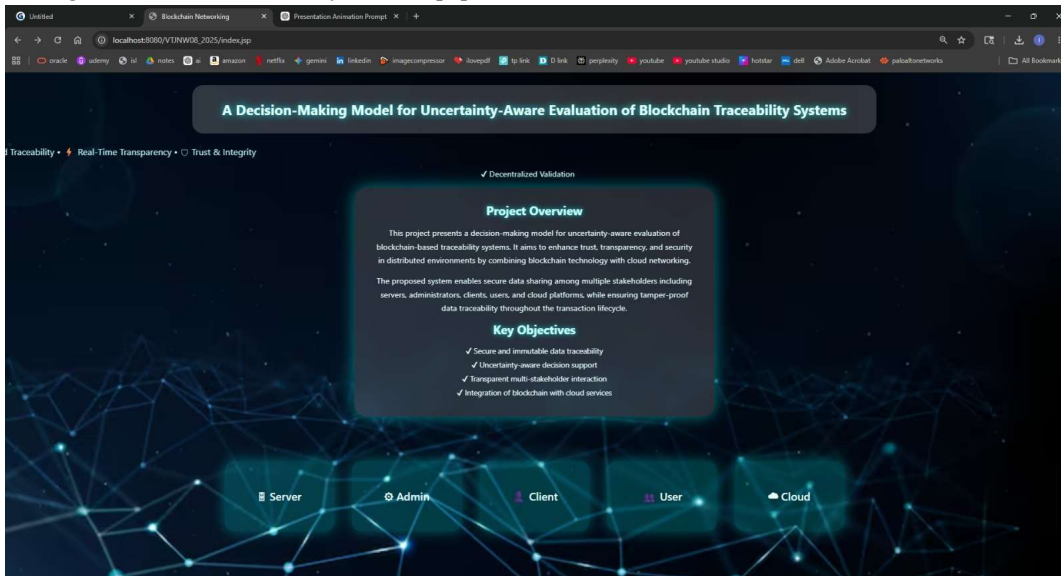 Untitled
Blockchain Networking
Presentation Animation Prompt
localhost:8080/VTJNW08_2025/index.jsp
oracle udemy isl notes ai amazon netflix gemini linkedin imagecompressor ilovepdf tp link D link perplexity youtube youtube studio hotstar dell Adobe Acrobat paloaltonetworks All Bookmark
A Decision-Making Model for Uncertainty-Aware Evaluation of Blockchain Traceability Systems
d Traceability • ⚡ Real-Time Transparency • 🛡 Trust & Integrity
✓ Decentralized Validation
Project Overview
This project presents a decision-making model for uncertainty-aware evaluation of
blockchain-based traceability systems. It aims to enhance trust, transparency, and security
in distributed environments by combining blockchain technology with cloud networking.
The proposed system enables secure data sharing among multiple stakeholders including
servers, administrators, clients, users, and cloud platforms, while ensuring tamper-proof
data traceability throughout the transaction lifecycle.
Key Objectives
✓ Secure and immutable data traceability
✓ Uncertainty-aware decision support
✓ Transparent multi-stakeholder interaction
✓ Integration of blockchain with cloud services
Server
Admin
Client
User
Cloud